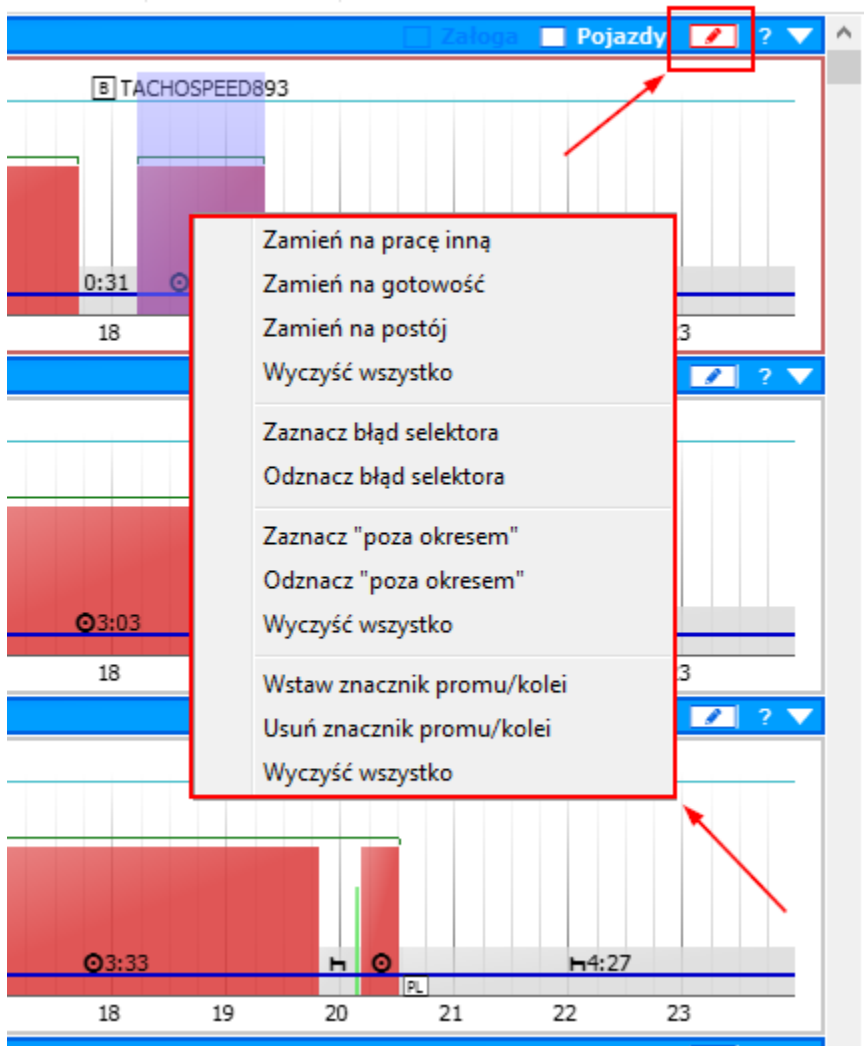 Załoga Pojazdy ?
B TACHOSPEED893
0:31
18 3
Zamień na pracę inną
Zamień na gotowość
Zamień na postój
Wyczyść wszystko
Zaznacz błąd selektora
Odznacz błąd selektora
Zaznacz "poza okresem"
Odznacz "poza okresem"
Wyczyść wszystko
Wstaw znacznik promu/kolei
Usuń znacznik promu/kolei
Wyczyść wszystko
?
3:03
18 3
?
3:33 4:27
PL
18 19 20 21 22 23